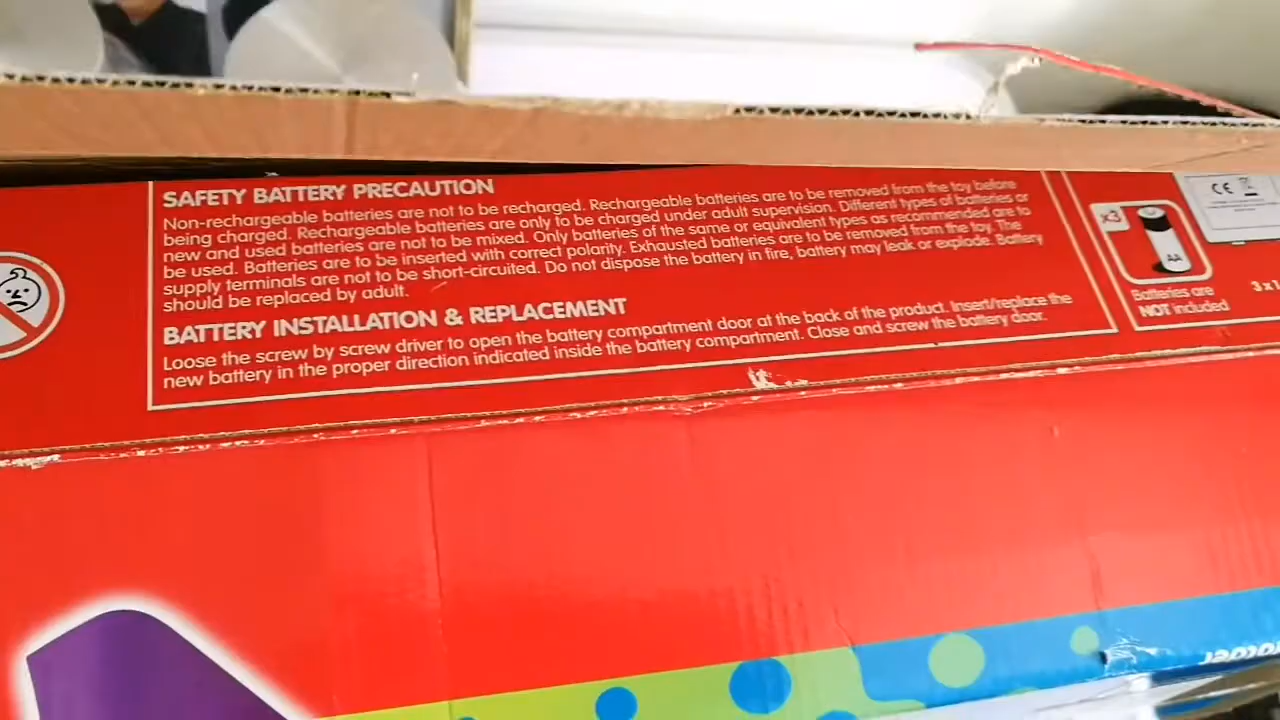 SAFETY BATTERY PRECAUTION
Non-rechargeable batteries are not to be recharged. Rechargeable batteries are to be removed from the toy before
being charged. Rechargeable batteries are only to be charged under adult supervision. Different types of batteries or
new and used batteries are not to be mixed. Only batteries of the same or equivalent types as recommended are to
be used. Batteries are to be inserted with correct polarity. Exhausted batteries are to be removed from the toy. The
supply terminals are not to be short-circuited. Do not dispose the battery in fire, battery may leak or explode. Battery
should be replaced by adult.
BATTERY INSTALLATION & REPLACEMENT
Loose the screw by screw driver to open the battery compartment door at the back of the product. Insert/replace the
new battery in the proper direction indicated inside the battery compartment. Close and screw the battery door.
x3
AA
Batteries are
NOT included
CE
3 x